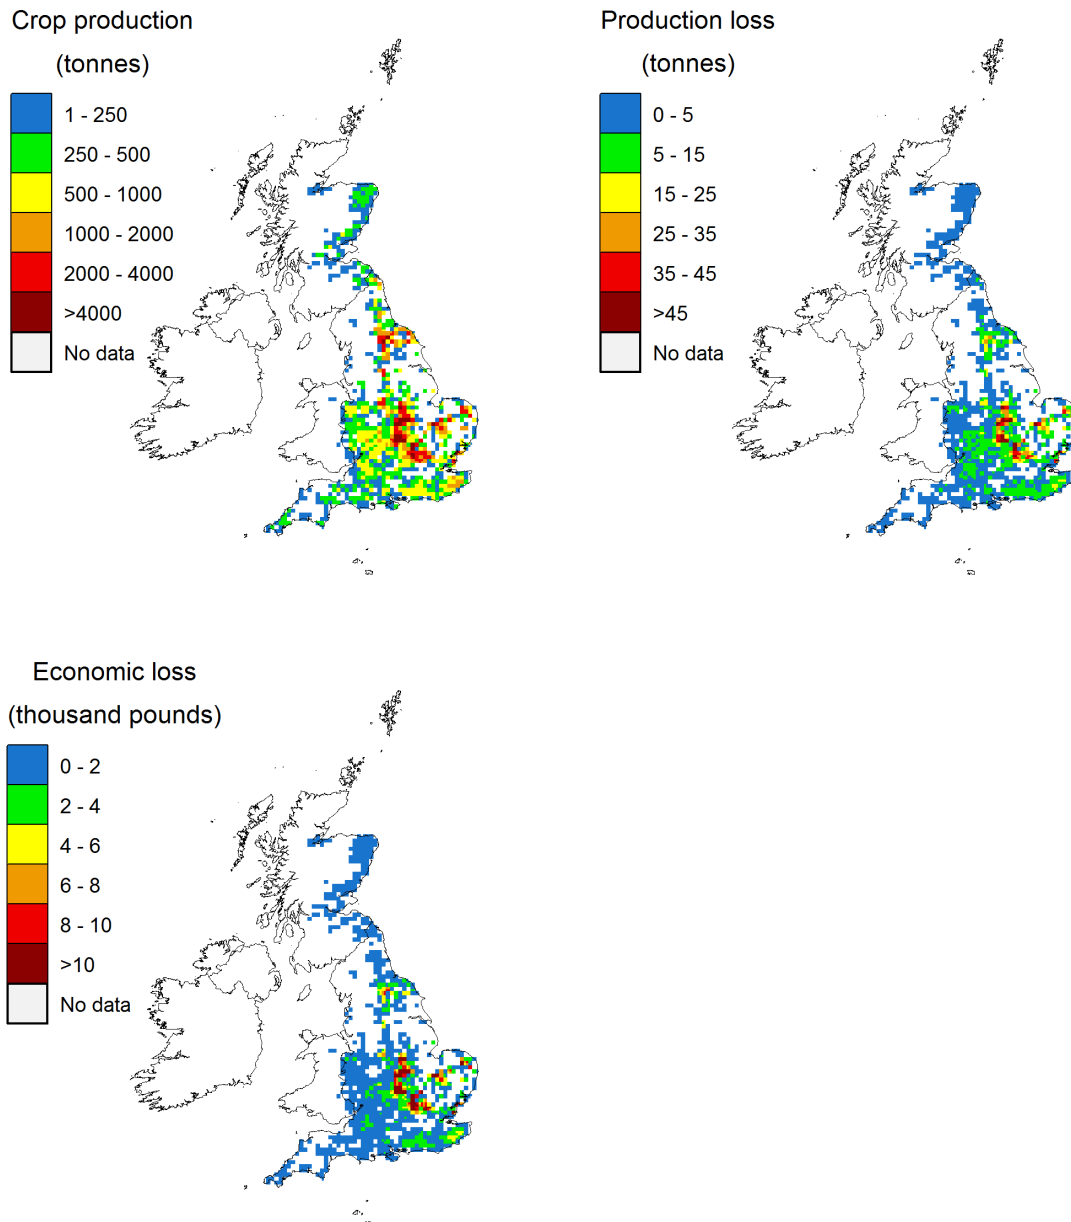 Crop production
(tonnes)
1 - 250
250 - 500
500 - 1000
1000 - 2000
2000 - 4000
>4000
No data
Production loss
(tonnes)
0 - 5
5 - 15
15 - 25
25 - 35
35 - 45
>45
No data
Economic loss
(thousand pounds)
0 - 2
2 - 4
4 - 6
6 - 8
8 - 10
>10
No data